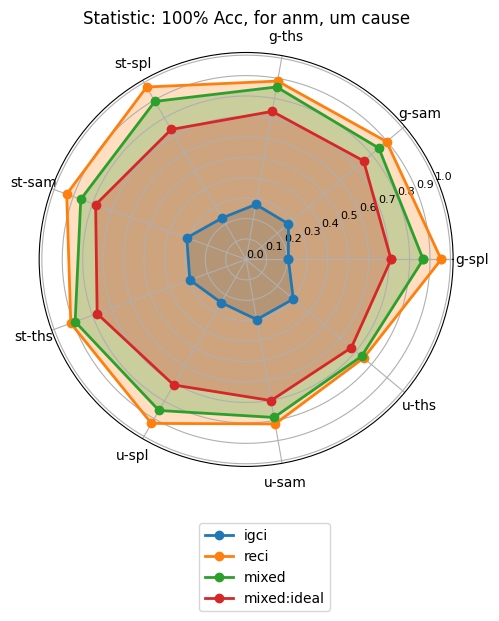 Statistic: 100% Acc, for anm, um cause
g-ths
st-spl
g-sam
st-sam
1.0
0.9
0.8
0.7
0.6
0.5
0.4
0.3
0.2
0.1
0.0
g-spl
st-ths
u-ths
u-spl
u-sam
igci
reci
mixed
mixed:ideal